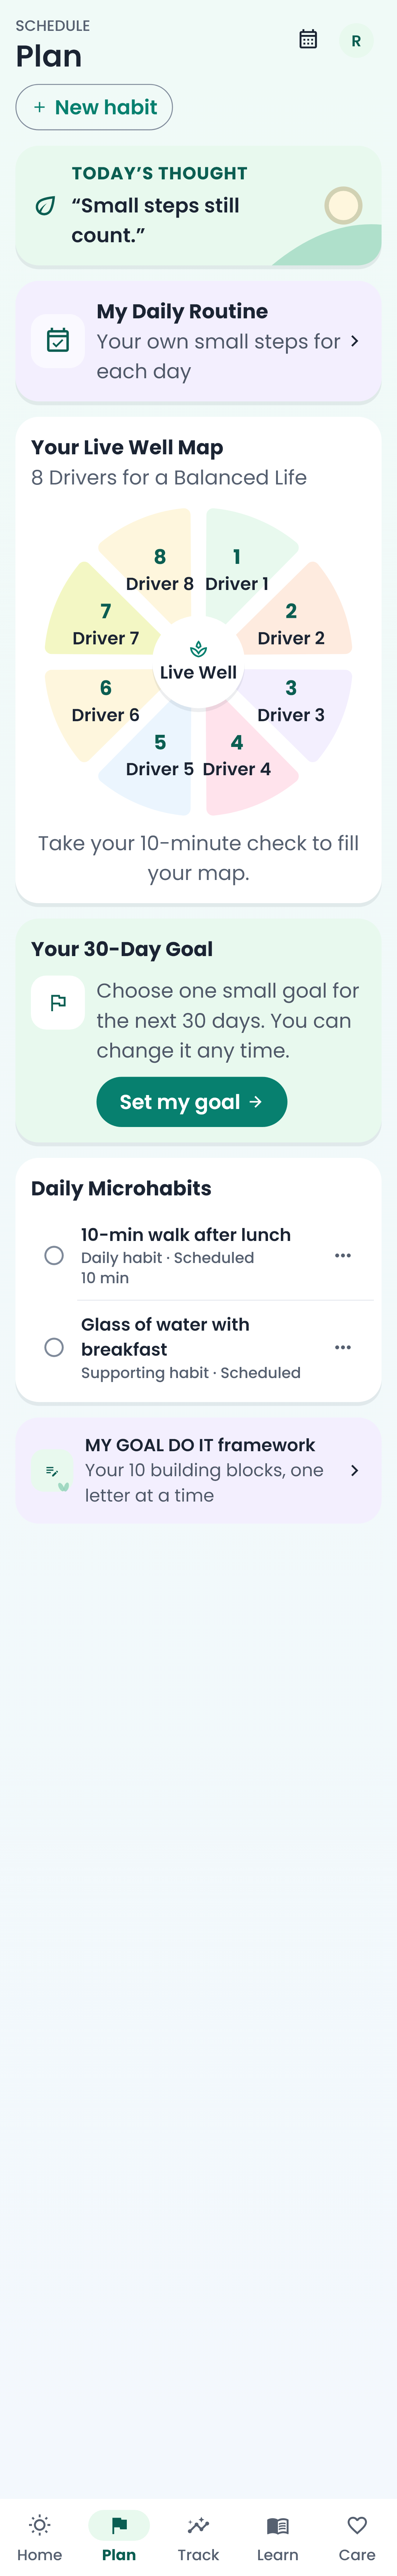 SCHEDULE
Plan
R
+ New habit
TODAY'S THOUGHT
“Small steps still
count.”
My Daily Routine
Your own small steps for
each day
Your Live Well Map
8 Drivers for a Balanced Life
8
Driver 8
1
Driver 1
7
Driver 7
2
Driver 2
Live Well
6
Driver 6
3
Driver 3
5
Driver 5
4
Driver 4
Take your 10-minute check to fill
your map.
Your 30-Day Goal
Choose one small goal for
the next 30 days. You can
change it any time.
Set my goal →
Daily Microhabits
10-min walk after lunch
Daily habit · Scheduled
10 min
Glass of water with
breakfast
Supporting habit · Scheduled
MY GOAL DO IT framework
Your 10 building blocks, one
letter at a time
Home
Plan
Track
Learn
Care